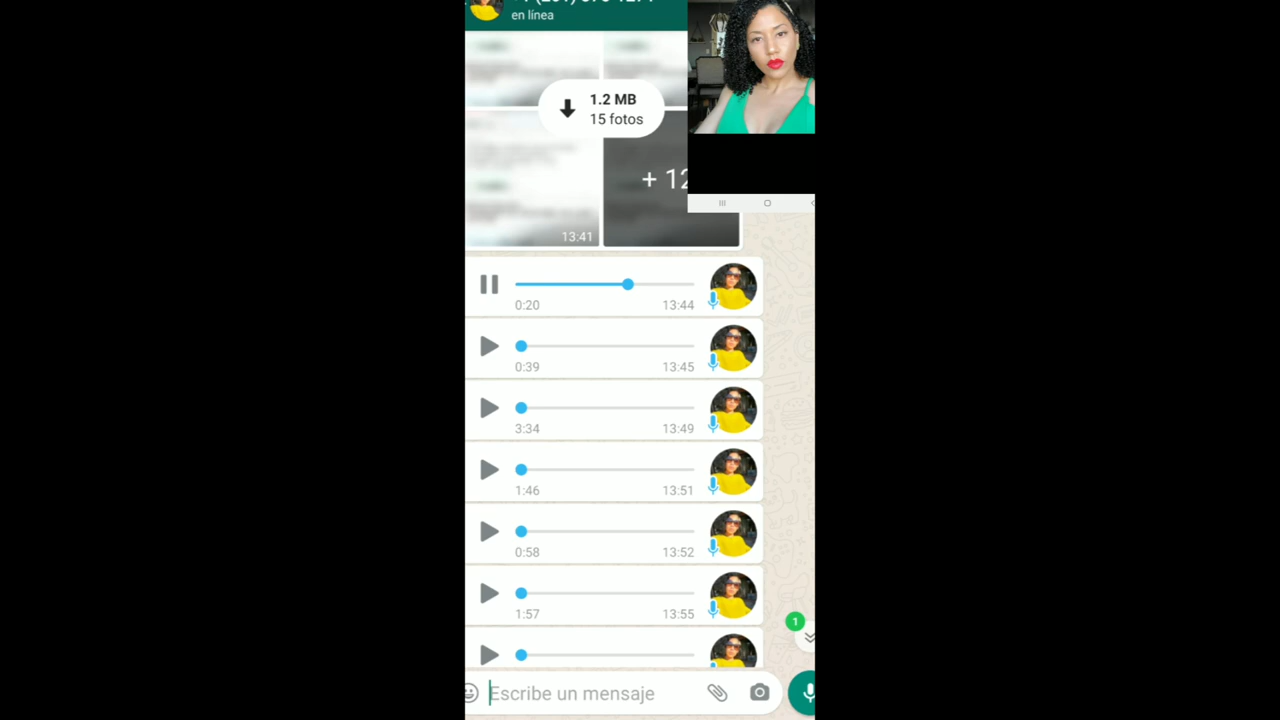 en línea
1.2 MB
15 fotos
+ 12
13:41
0:20 13:44
0:39 13:45
3:34 13:49
1:46 13:51
0:58 13:52
1:57 13:55
1
Escribe un mensaje